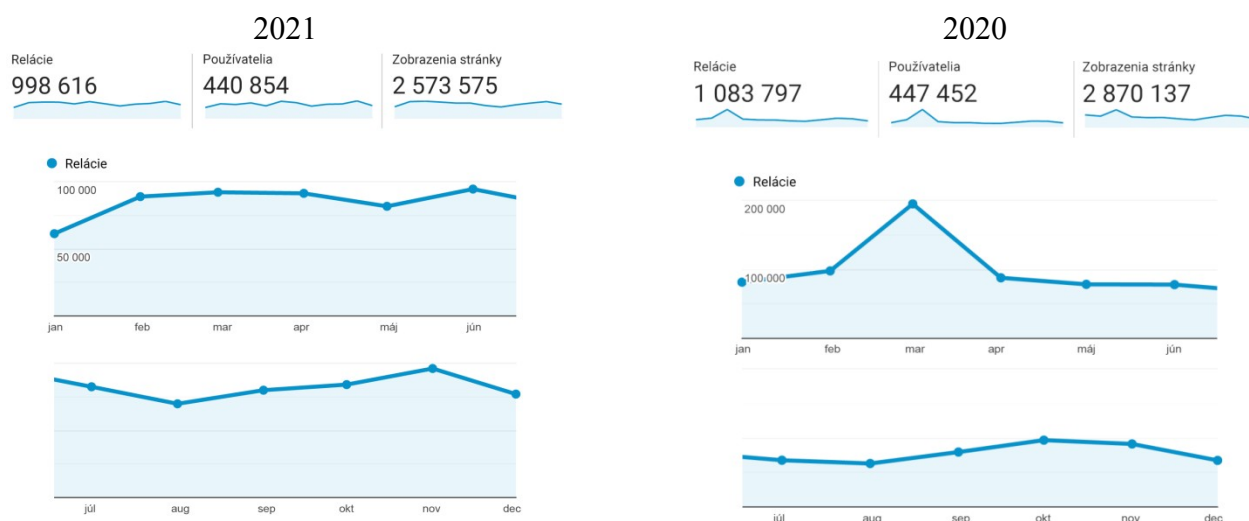 2021
Relácie
Používatelia
Zobrazenia stránky
998 616
440 854
2 573 575
Relácie
100 000
50 000
jan
feb
mar
apr
máj
jún
júl
aug
sep
okt
nov
dec
2020
Relácie
Používatelia
Zobrazenia stránky
1 083 797
447 452
2 870 137
Relácie
200 000
100 000
jan
feb
mar
apr
máj
jún
júl
aug
sep
okt
nov
dec